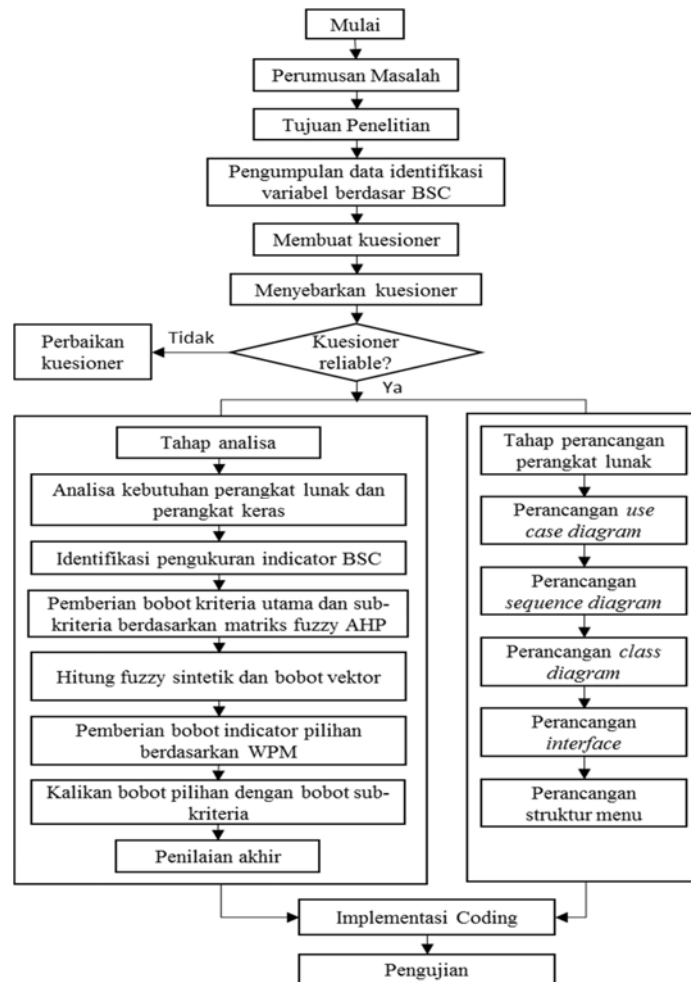 Mulai
Perumusan Masalah
Tujuan Penelitian
Pengumpulan data identifikasi
variabel berdasar BSC
Membuat kuesioner
Menyebarkan kuesioner
Kuesioner
reliable?
Tidak
Perbaikan
kuesioner
Ya
Tahap analisa
Analisa kebutuhan perangkat lunak dan
perangkat keras
Identifikasi pengukuran indicator BSC
Pemberian bobot kriteria utama dan sub-
kriteria berdasarkan matriks fuzzy AHP
Hitung fuzzy sintetik dan bobot vektor
Pemberian bobot indicator pilihan
berdasarkan WPM
Kalikan bobot pilihan dengan bobot sub-
kriteria
Penilaian akhir
Tahap perancangan
perangkat lunak
Perancangan use
case diagram
Perancangan
sequence diagram
Perancangan class
diagram
Perancangan
interface
Perancangan
struktur menu
Implementasi Coding
Pengujian